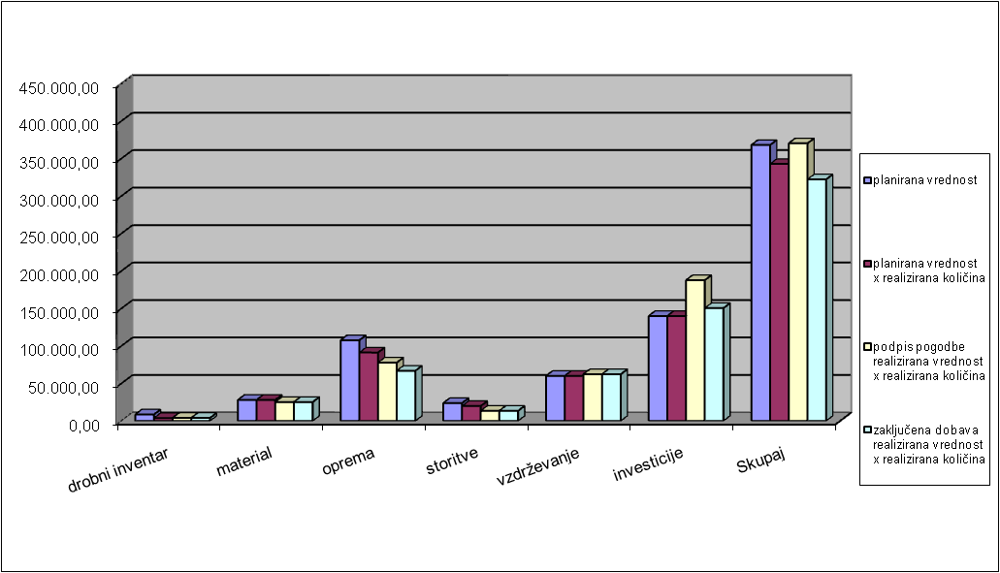 450.000,00
400.000,00
350.000,00
300.000,00
250.000,00
200.000,00
150.000,00
100.000,00
50.000,00
0,00
drobni inventar
material
oprema
storitve
vzdrževanje
investicije
Skupaj
planirana vrednost
planirana vrednost
x realizirana količina
podpis pogodbe
realizirana vrednost
x realizirana količina
zaključena dobava
realizirana vrednost
x realizirana količina